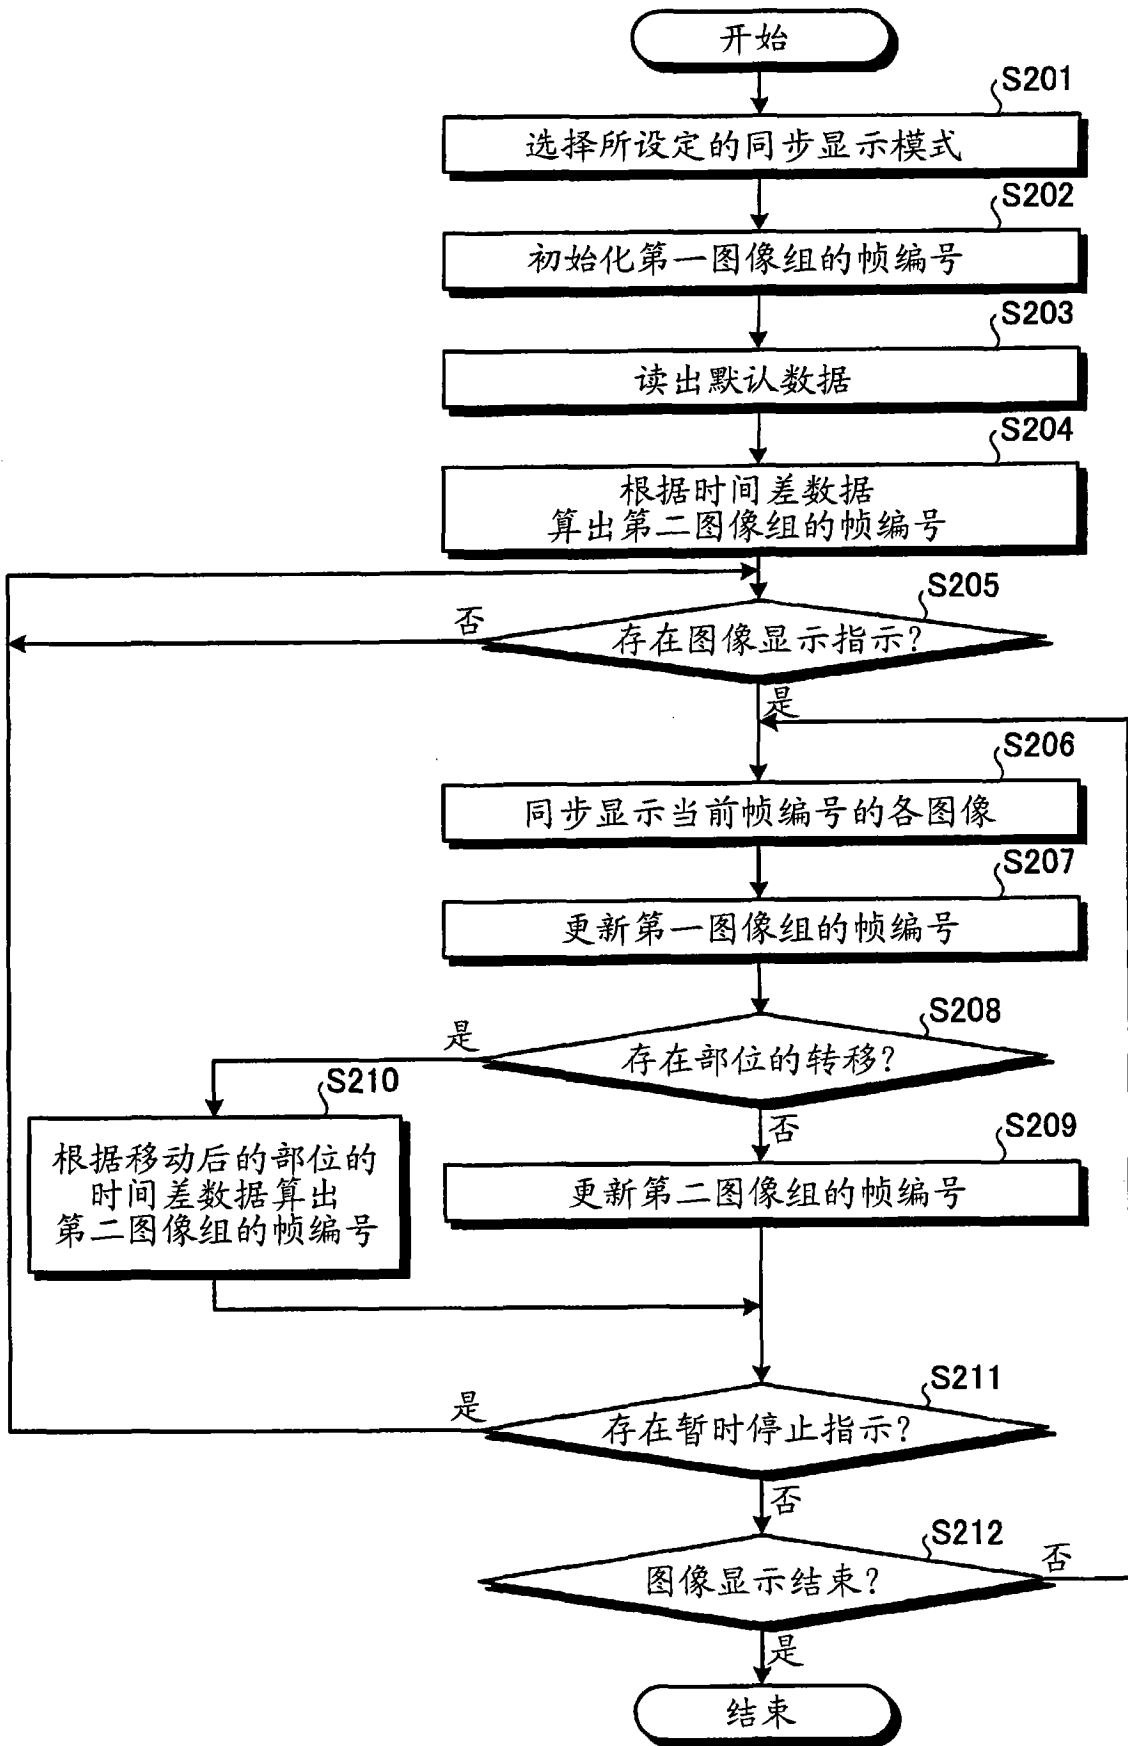 开始
S201
选择所设定的同步显示模式
S202
初始化第一图像组的帧编号
S203
读出默认数据
S204
根据时间差数据
算出第二图像组的帧编号
S205
存在图像显示指示?
否
是
S206
同步显示当前帧编号的各图像
S207
更新第一图像组的帧编号
S208
存在部位的转移?
是
否
S210
根据移动后的部位的
时间差数据算出
第二图像组的帧编号
S209
更新第二图像组的帧编号
S211
存在暂时停止指示?
是
否
S212
图像显示结束?
否
是
结束